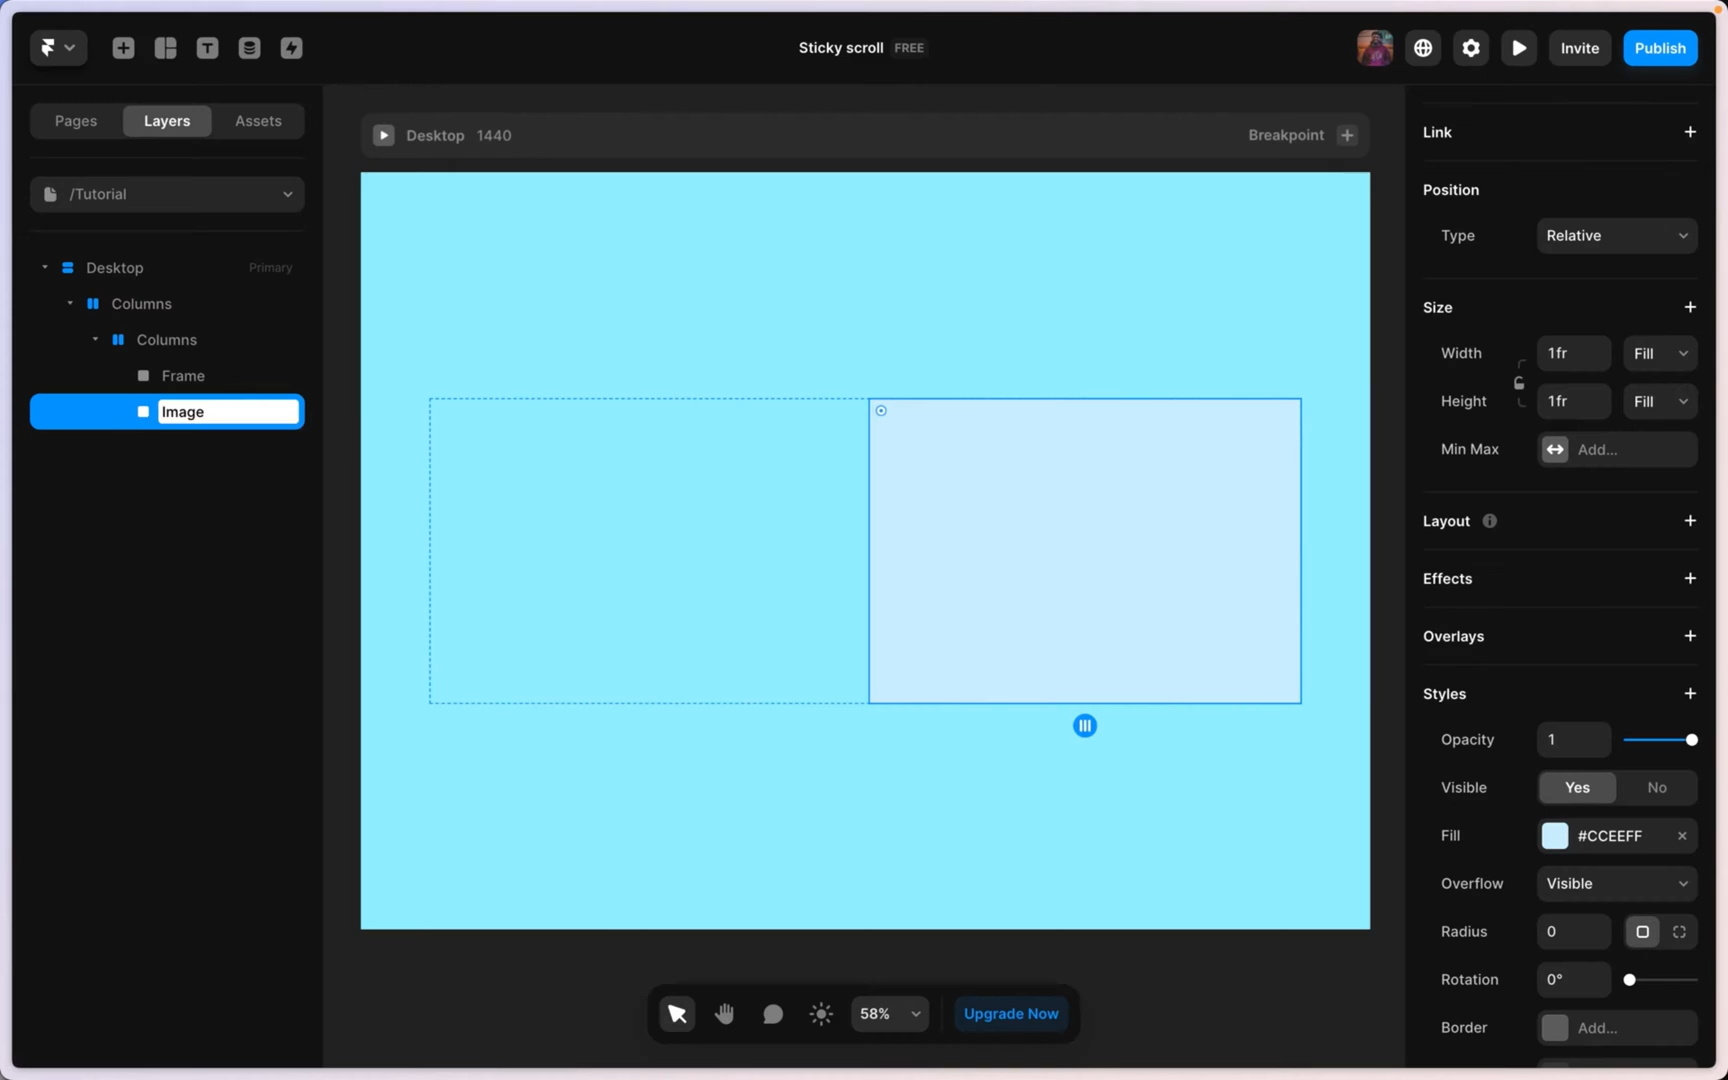 Sticky scroll FREE
Invite
Publish
Pages
Layers
Assets
/Tutorial
Desktop
Primary
Columns
Columns
Frame
Image
Desktop 1440
Breakpoint
Link
Position
Type
Relative
Size
Width
1fr
Fill
Height
1fr
Fill
Min Max
Add...
Layout
Effects
Overlays
Styles
Opacity
1
Visible
Yes
No
Fill
#CCEEFF
Overflow
Visible
Radius
0
Rotation
0°
Border
Add...
58%
Upgrade Now